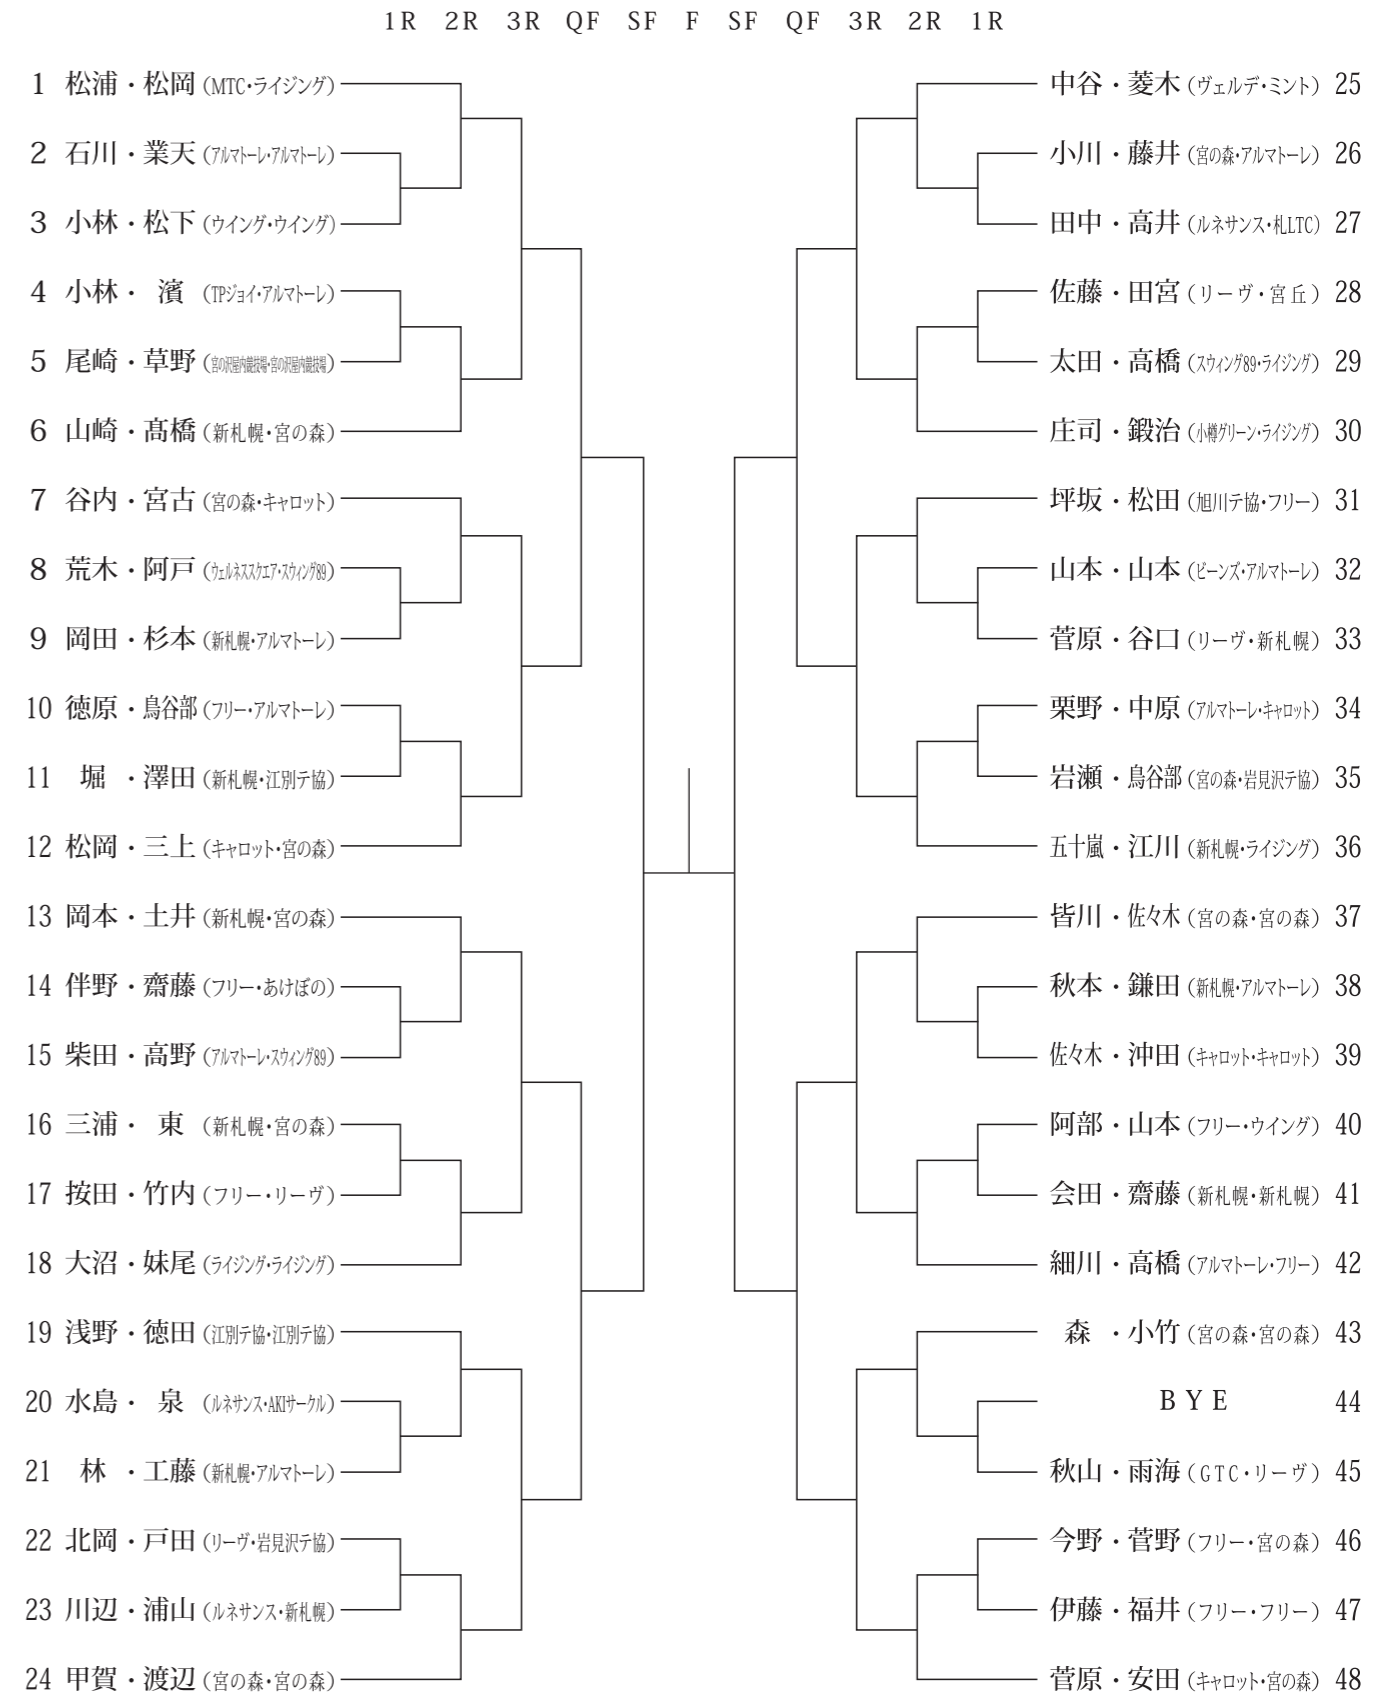 1R 2R 3R QF SF F SF QF 3R 2R 1R
1 松浦・松岡 (MTC・ライジング)
2 石川・業天 (アルマトーレ・アルマトーレ)
3 小林・松下 (ウイング・ウイング)
4 小林・ 濱 (TPジョイ・アルマトーレ)
5 尾崎・草野 (宮の沢屋内競技場・宮の沢屋内競技場)
6 山崎・髙橋 (新札幌・宮の森)
7 谷内・宮古 (宮の森・キャロット)
8 荒木・阿戸 (ウェルネススクエア・スウィング89)
9 岡田・杉本 (新札幌・アルマトーレ)
10 徳原・鳥谷部 (フリー・アルマトーレ)
11 堀 ・澤田 (新札幌・江別テ協)
12 松岡・三上 (キャロット・宮の森)
13 岡本・土井 (新札幌・宮の森)
14 伴野・齋藤 (フリー・あけぼの)
15 柴田・高野 (アルマトーレ・スウィング89)
16 三浦・ 東 (新札幌・宮の森)
17 按田・竹内 (フリー・リーヴ)
18 大沼・妹尾 (ライジング・ライジング)
19 浅野・徳田 (江別テ協・江別テ協)
20 水島・ 泉 (ルネサンス・AKIサークル)
21 林 ・工藤 (新札幌・アルマトーレ)
22 北岡・戸田 (リーヴ・岩見沢テ協)
23 川辺・浦山 (ルネサンス・新札幌)
24 甲賀・渡辺 (宮の森・宮の森)
中谷・菱木 (ヴェルデ・ミント) 25
小川・藤井 (宮の森・アルマトーレ) 26
田中・高井 (ルネサンス・札LTC) 27
佐藤・田宮 (リーヴ・宮丘) 28
太田・高橋 (スウィング89・ライジング) 29
庄司・鍛治 (小樽グリーン・ライジング) 30
坪坂・松田 (旭川テ協・フリー) 31
山本・山本 (ビーンズ・アルマトーレ) 32
菅原・谷口 (リーヴ・新札幌) 33
栗野・中原 (アルマトーレ・キャロット) 34
岩瀬・鳥谷部 (宮の森・岩見沢テ協) 35
五十嵐・江川 (新札幌・ライジング) 36
皆川・佐々木 (宮の森・宮の森) 37
秋本・鎌田 (新札幌・アルマトーレ) 38
佐々木・沖田 (キャロット・キャロット) 39
阿部・山本 (フリー・ウイング) 40
会田・齋藤 (新札幌・新札幌) 41
細川・高橋 (アルマトーレ・フリー) 42
森 ・小竹 (宮の森・宮の森) 43
BYE 44
秋山・雨海 (GTC・リーヴ) 45
今野・菅野 (フリー・宮の森) 46
伊藤・福井 (フリー・フリー) 47
菅原・安田 (キャロット・宮の森) 48